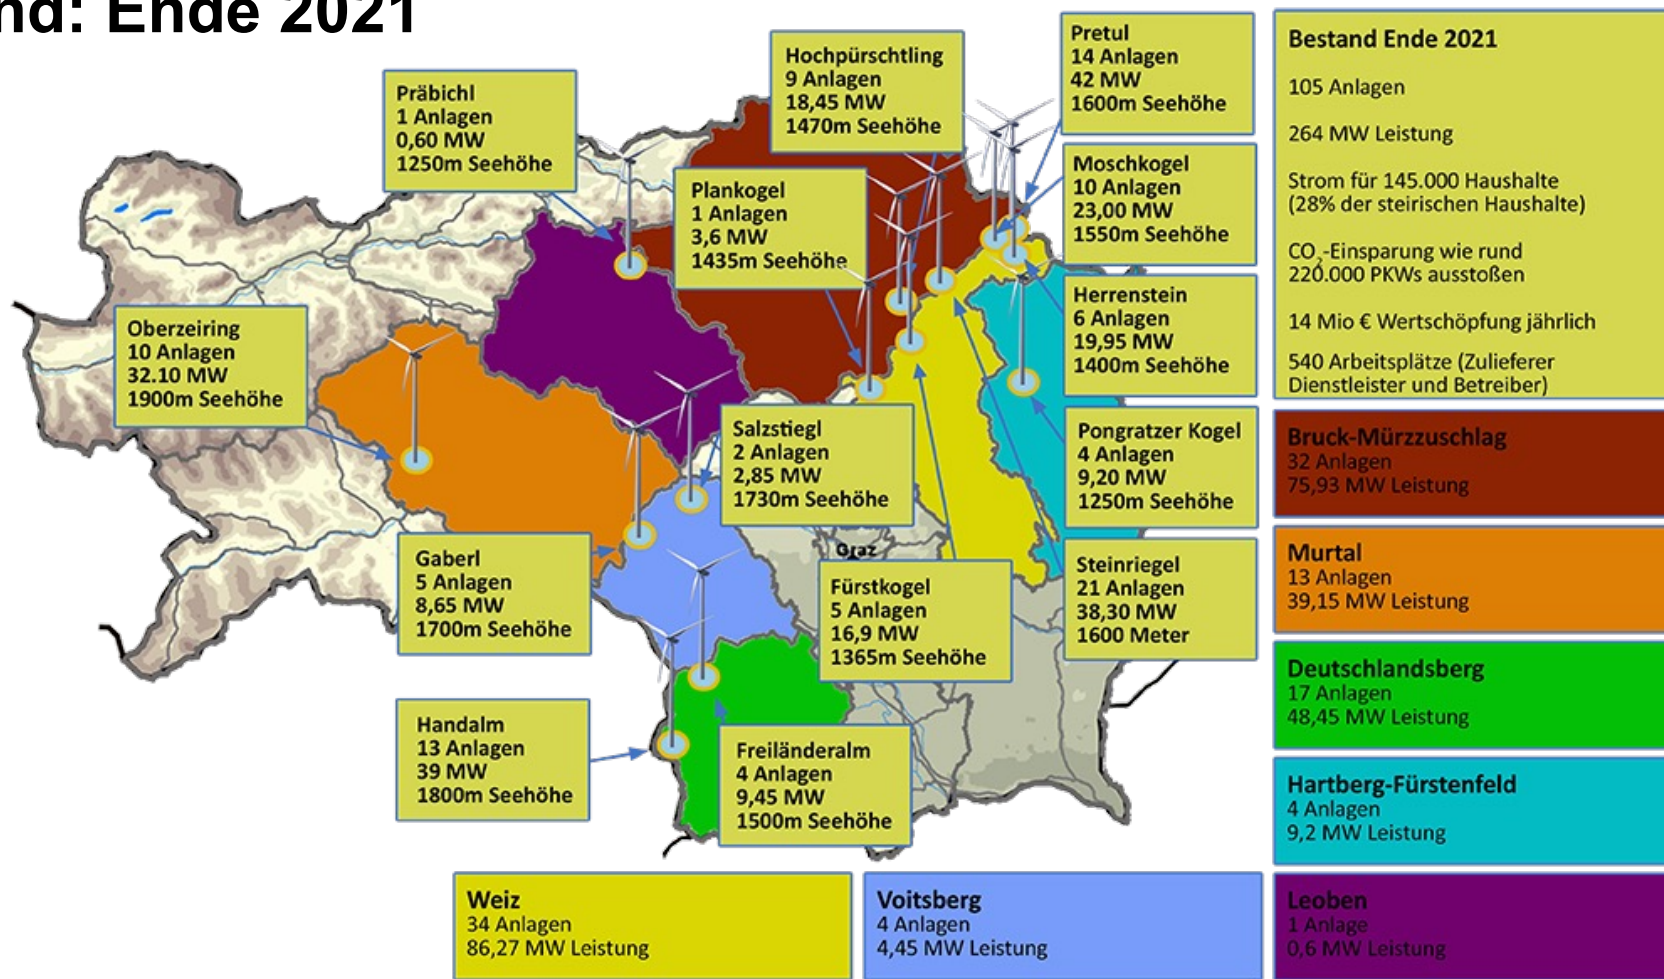 nd: Ende 2021
Präbichl
1 Anlagen
0,60 MW
1250m Seehöhe
Hochpürschtling
9 Anlagen
18,45 MW
1470m Seehöhe
Pretul
14 Anlagen
42 MW
1600m Seehöhe
Bestand Ende 2021
105 Anlagen
264 MW Leistung
Strom für 145.000 Haushalte
(28% der steirischen Haushalte)
CO2-Einsparung wie rund
220.000 PKWs ausstoßen
14 Mio € Wertschöpfung jährlich
540 Arbeitsplätze (Zulieferer
Dienstleister und Betreiber)
Plankogel
1 Anlagen
3,6 MW
1435m Seehöhe
Moschkogel
10 Anlagen
23,00 MW
1550m Seehöhe
Oberzeiring
10 Anlagen
32.10 MW
1900m Seehöhe
Herrenstein
6 Anlagen
19,95 MW
1400m Seehöhe
Salzstiegl
2 Anlagen
2,85 MW
1730m Seehöhe
Pongratzer Kogel
4 Anlagen
9,20 MW
1250m Seehöhe
Bruck-Mürzzuschlag
32 Anlagen
75,93 MW Leistung
Gaberl
5 Anlagen
8,65 MW
1700m Seehöhe
Graz
Fürstkogel
5 Anlagen
16,9 MW
1365m Seehöhe
Steinriegel
21 Anlagen
38,30 MW
1600 Meter
Murtal
13 Anlagen
39,15 MW Leistung
Deutschlandsberg
17 Anlagen
48,45 MW Leistung
Handalm
13 Anlagen
39 MW
1800m Seehöhe
Freiländeralm
4 Anlagen
9,45 MW
1500m Seehöhe
Hartberg-Fürstenfeld
4 Anlagen
9,2 MW Leistung
Weiz
34 Anlagen
86,27 MW Leistung
Voitsberg
4 Anlagen
4,45 MW Leistung
Leoben
1 Anlage
0,6 MW Leistung